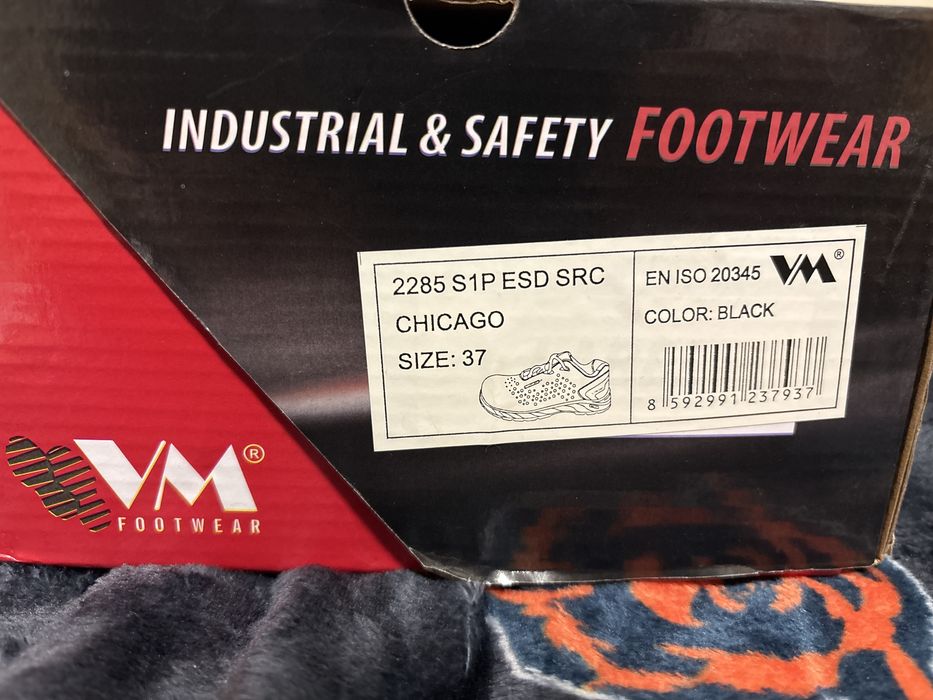 INDUSTRIAL & SAFETY FOOTWEAR
2285 S1P ESD SRC
CHICAGO
SIZE: 37
EN ISO 20345
VM®
COLOR: BLACK
8 592991 237937
VM®
FOOTWEAR